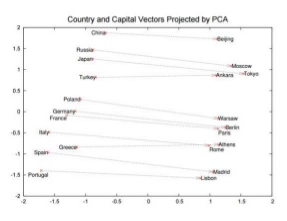 Country and Capital Vectors Projected by PCA
2
1.5
1
0.5
0
-0.5
-1
-1.5
-2
China
Beijing
Russia
Japan
Moscow
Tokyo
Ankara
Turkey
Poland
Germany
France
Warsaw
Berlin
Paris
Italy
Athens
Greece
Rome
Spain
Madrid
Portugal
Lisbon
-2
-1.5
-1
-0.5
0
0.5
1
1.5
2